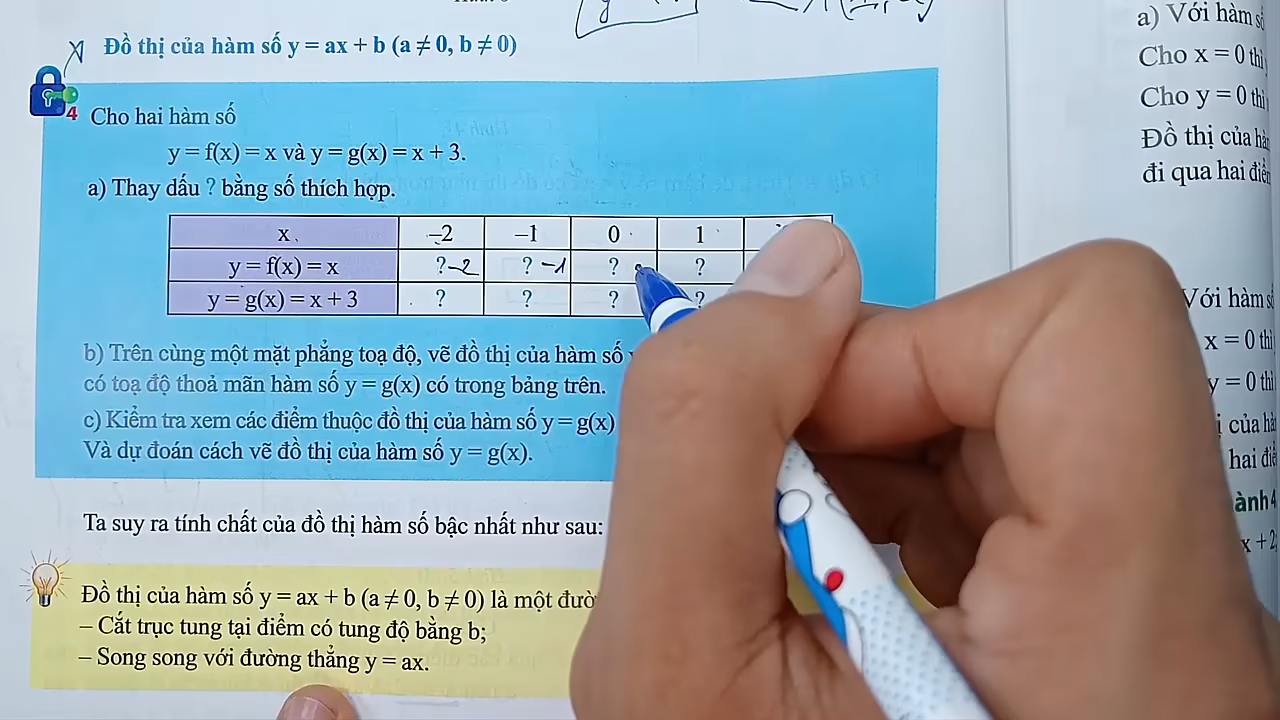 Đồ thị của hàm số y = ax + b (a ≠ 0, b ≠ 0)
4 Cho hai hàm số
y = f(x) = x và y = g(x) = x + 3.
a) Thay dấu ? bằng số thích hợp.
x –2 –1 0 1
y = f(x) = x ? -2 ? -1 ? ?
y = g(x) = x + 3 ? ? ? ?
b) Trên cùng một mặt phẳng toạ độ, vẽ đồ thị của hàm số
có toạ độ thoả mãn hàm số y = g(x) có trong bảng trên.
c) Kiểm tra xem các điểm thuộc đồ thị của hàm số y = g(x)
Và dự đoán cách vẽ đồ thị của hàm số y = g(x).
Ta suy ra tính chất của đồ thị hàm số bậc nhất như sau:
Đồ thị của hàm số y = ax + b (a ≠ 0, b ≠ 0) là một
– Cắt trục tung tại điểm có tung độ bằng b;
– Song song với đường thẳng y = ax.
a) Với hàm
Cho x = 0 thì
Cho y = 0 thì
Đồ thị của
đi qua hai
Với hàm
x = 0 thì
y = 0 thì
của
hai
x + 2